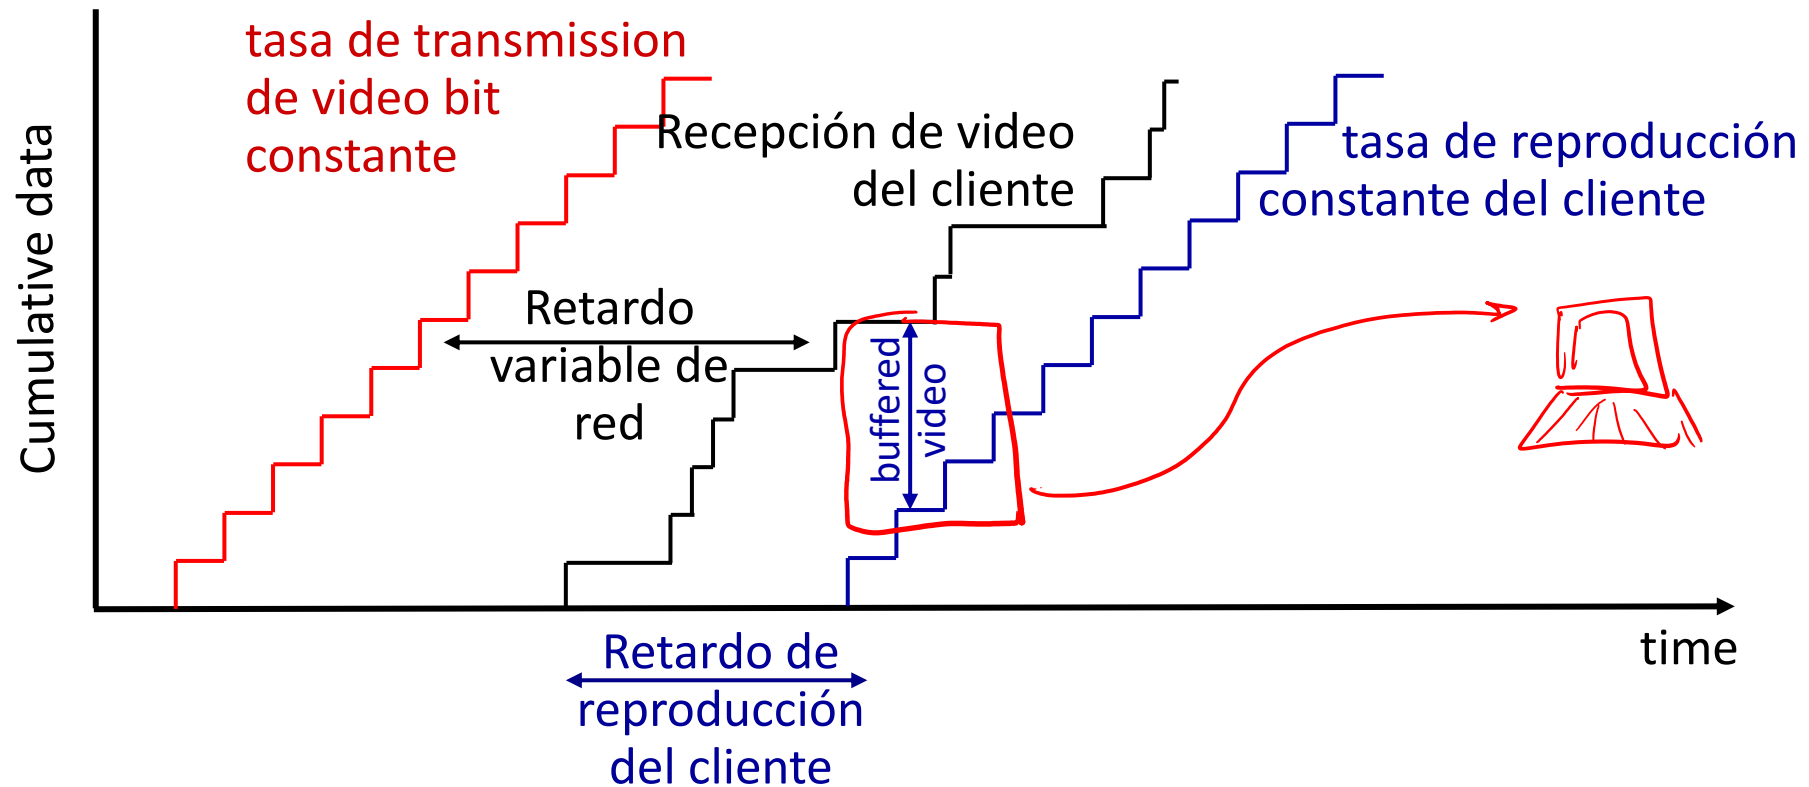 tasa de transmission
de video bit
constante
Recepción de video
del cliente
tasa de reproducción
constante del cliente
Cumulative data
Retardo
variable de
red
buffered
video
time
Retardo de
reproducción
del cliente